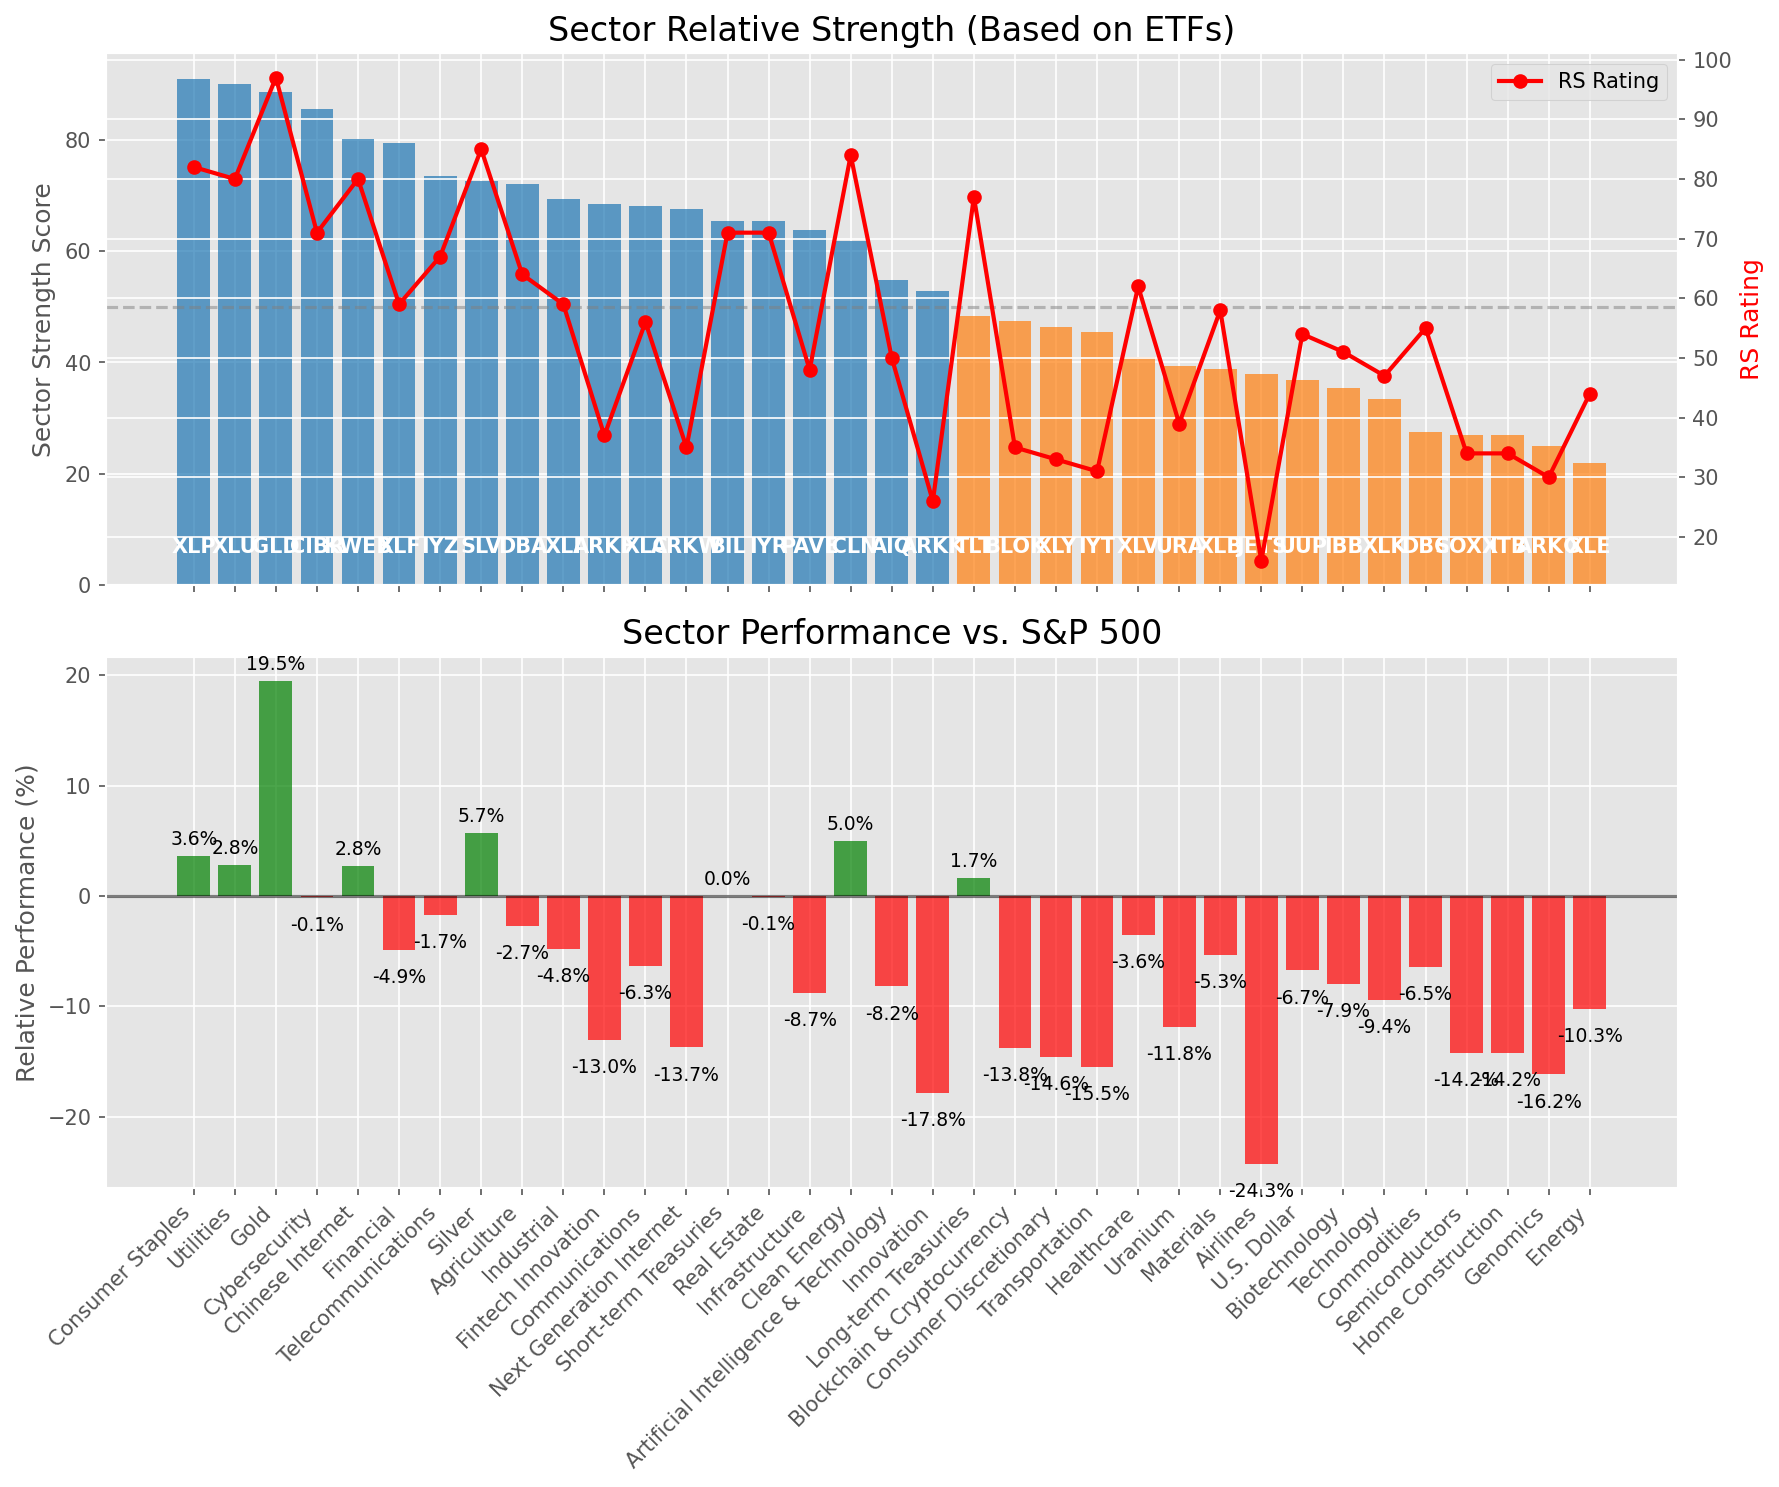 Sector Relative Strength (Based on ETFs)
RS Rating
Sector Strength Score
80
60
40
20
0
100
90
80
70
60
50
40
30
20
RS Rating
XLP XLU GLD CIBR KWEB XLF IYZ SLV DBA XLI XLC ARKW BIL IYR PAVE ICLN AIQ ARKK TLT BLOK XLY IYT XLV URA XLB JETS UUP IBB XLK DBC SOXX ITB ARKG XLE
Sector Performance vs. S&P 500
Relative Performance (%)
20
10
0
−10
−20
3.6% 2.8% 19.5% -0.1% 2.8% -4.9% -1.7% 5.7% -2.7% -4.8% -13.0% -6.3% -13.7% 0.0% -0.1% -8.7% 5.0% -8.2% -17.8% 1.7% -13.8% -14.6% -15.5% -3.6% -11.8% -5.3% -24.3% -6.7% -7.9% -9.4% -6.5% -14.2% -14.2% -16.2% -10.3%
Consumer Staples
Utilities
Gold
Cybersecurity
Chinese Internet
Financial
Telecommunications
Silver
Agriculture
Industrial
Fintech Innovation
Communications
Next Generation Internet
Short-term Treasuries
Real Estate
Infrastructure
Clean Energy
Artificial Intelligence & Technology
Innovation
Long-term Treasuries
Blockchain & Cryptocurrency
Consumer Discretionary
Transportation
Healthcare
Uranium
Materials
Airlines
U.S. Dollar
Biotechnology
Technology
Commodities
Semiconductors
Home Construction
Genomics
Energy